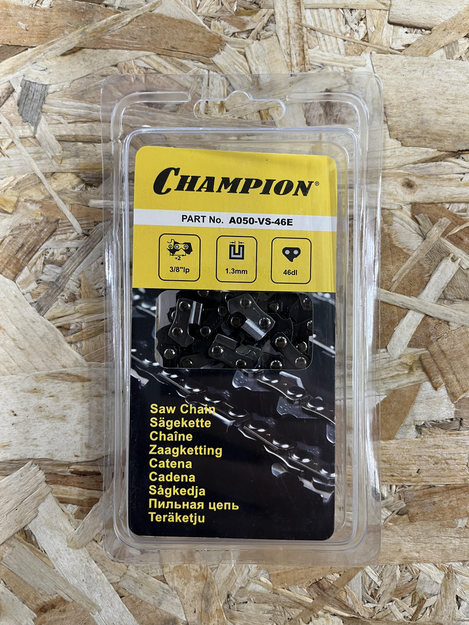 CHAMPION®
PART No. A050-VS-46E
3/8"lp
1.3mm
46dl
Saw Chain
Sägekette
Chaîne
Zaagketting
Catena
Cadena
Sågkedja
Пильная цепь
Teräketju